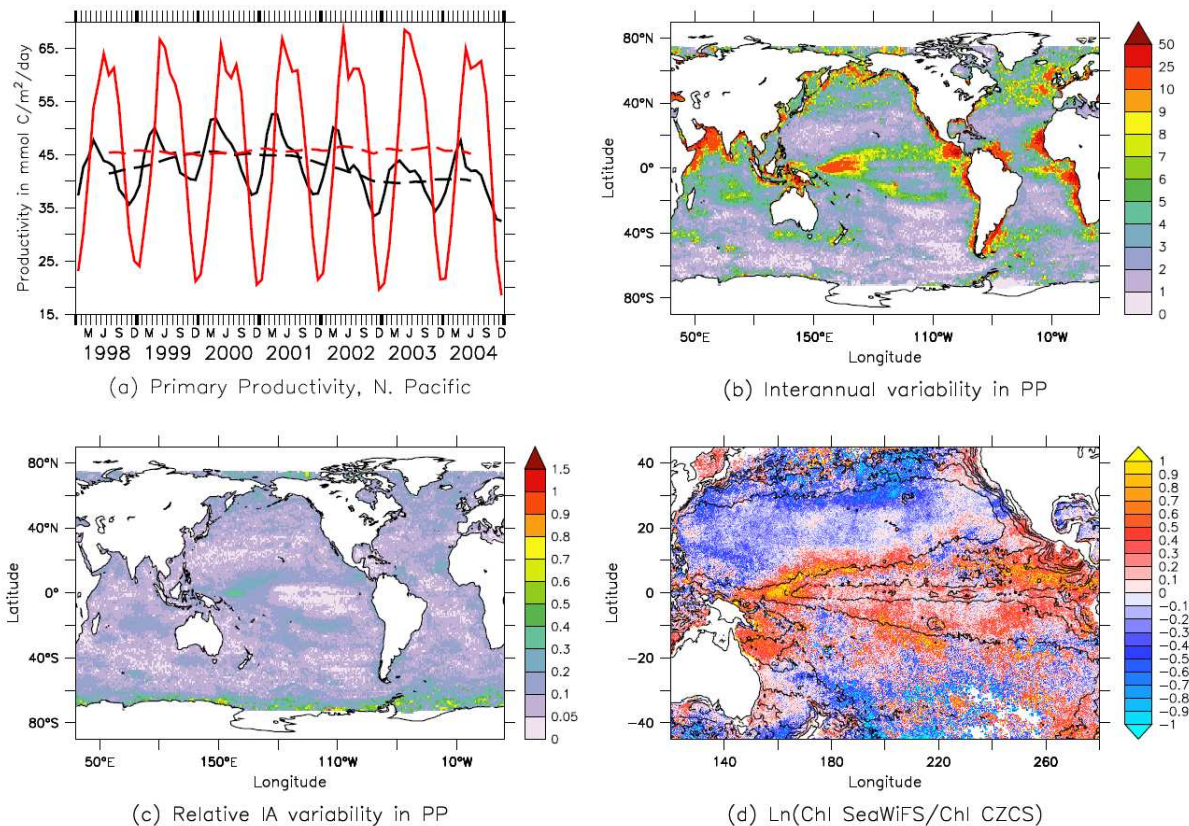 Productivity in mmol C/m²/day
65.
55.
45.
35.
25.
15.
M J S D M J S D M J S D M J S D M J S D M J S D M J S D
1998 1999 2000 2001 2002 2003 2004
(a) Primary Productivity, N. Pacific
Latitude
80°N
40°N
0°
40°S
80°S
50°E 150°E 110°W 10°W
Longitude
50
25
10
9
8
7
6
5
4
3
2
1
0
(b) Interannual variability in PP
Latitude
80°N
40°N
0°
40°S
80°S
50°E 150°E 110°W 10°W
Longitude
1.5
1
0.9
0.8
0.7
0.6
0.5
0.4
0.3
0.2
0.1
0.05
0
(c) Relative IA variability in PP
Latitude
40
20
0
−20
−40
140 180 220 260
Longitude
1
0.9
0.8
0.7
0.6
0.5
0.4
0.3
0.2
0.1
0
−0.1
−0.2
−0.3
−0.4
−0.5
−0.6
−0.7
−0.8
−0.9
−1
(d) Ln(Chl SeaWiFS/Chl CZCS)